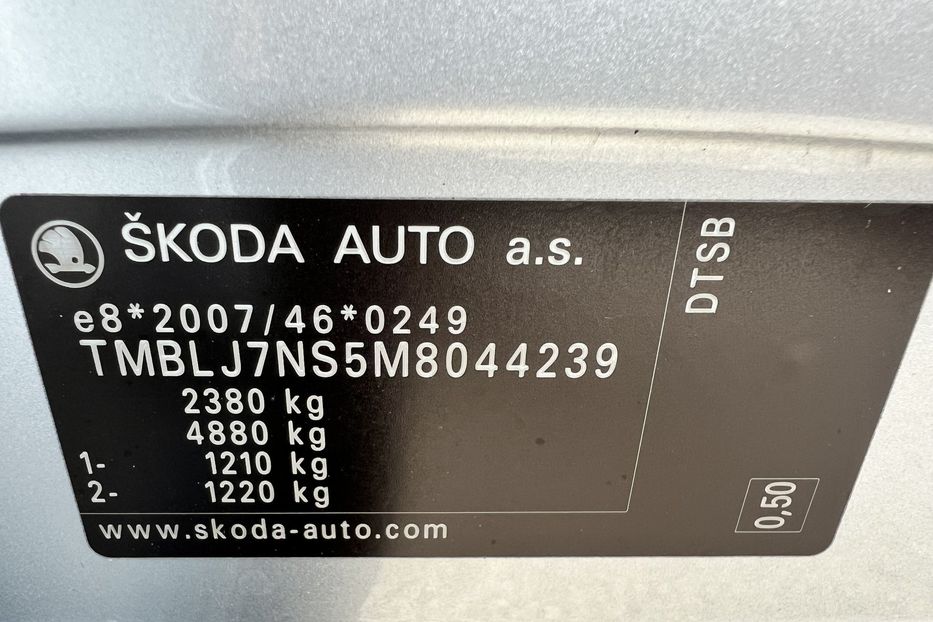 ŠKODA AUTO a.s.
e8*2007/46*0249
TMBLJ7NS5M8044239
2380 kg
4880 kg
1- 1210 kg
2- 1220 kg
www.skoda-auto.com
DTSB
0,50